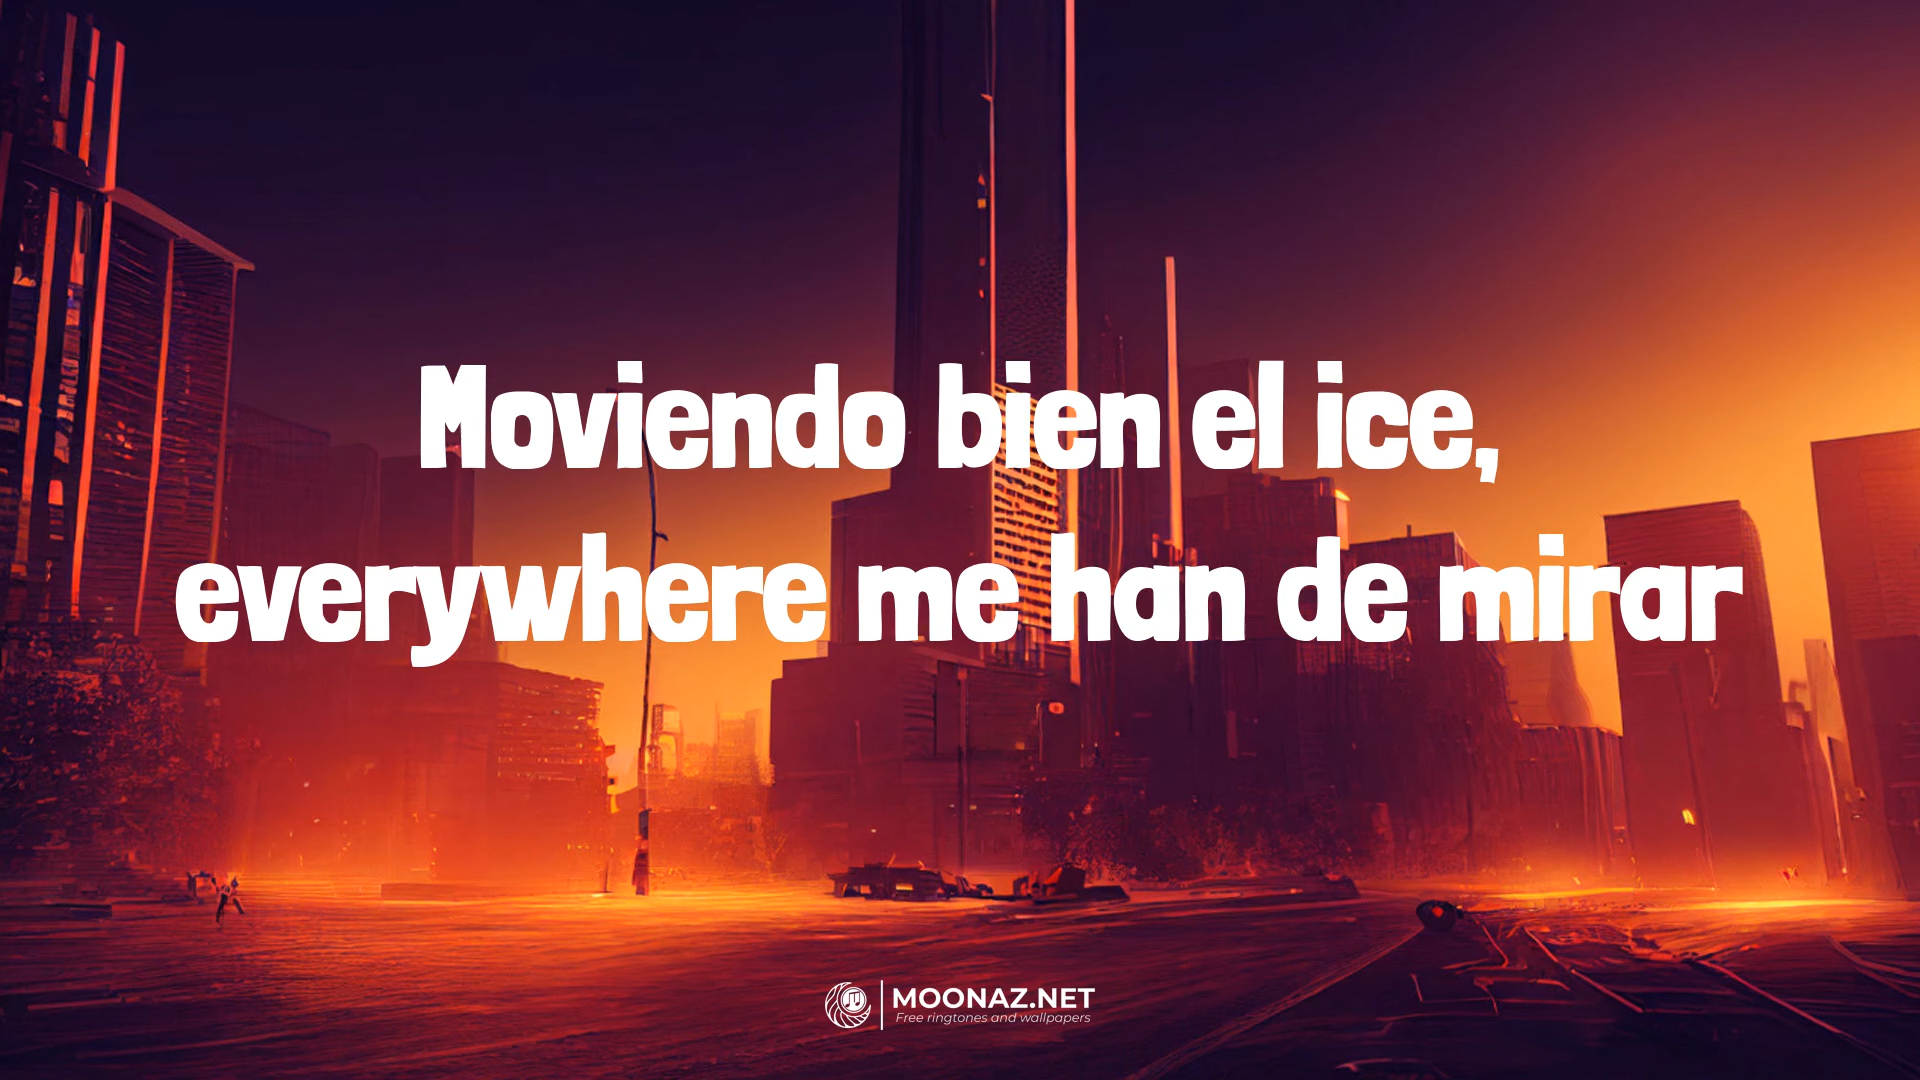 Moviendo bien el ice,
everywhere me han de mirar
MOONAZ.NET
Free ringtones and wallpapers